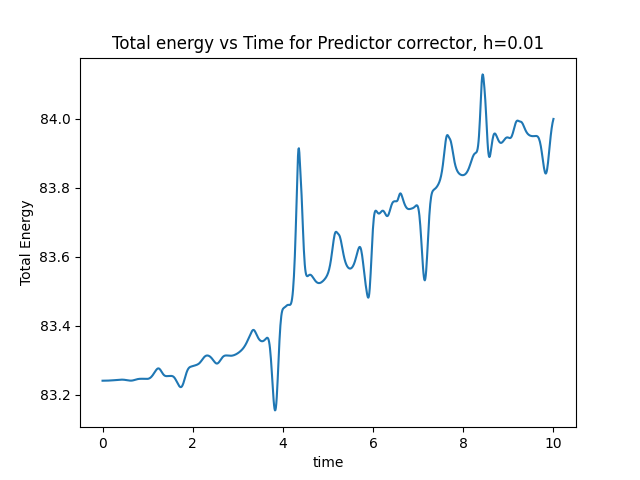 Total energy vs Time for Predictor corrector, h=0.01
84.0
83.8
83.6
83.4
83.2
Total Energy
0 2 4 6 8 10
time